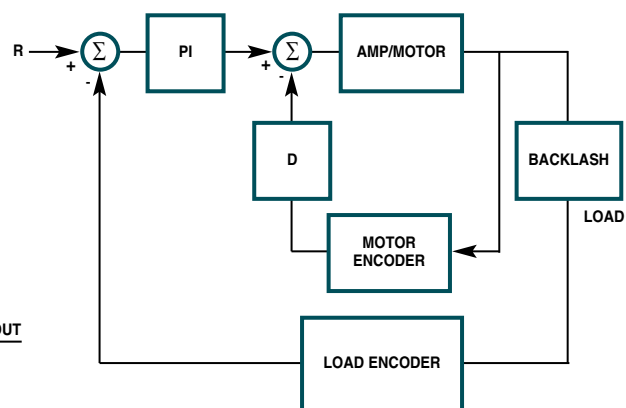 R
+
-
Σ
PI
+
-
Σ
AMP/MOTOR
D
BACKLASH
LOAD
MOTOR
ENCODER
OUT
LOAD ENCODER